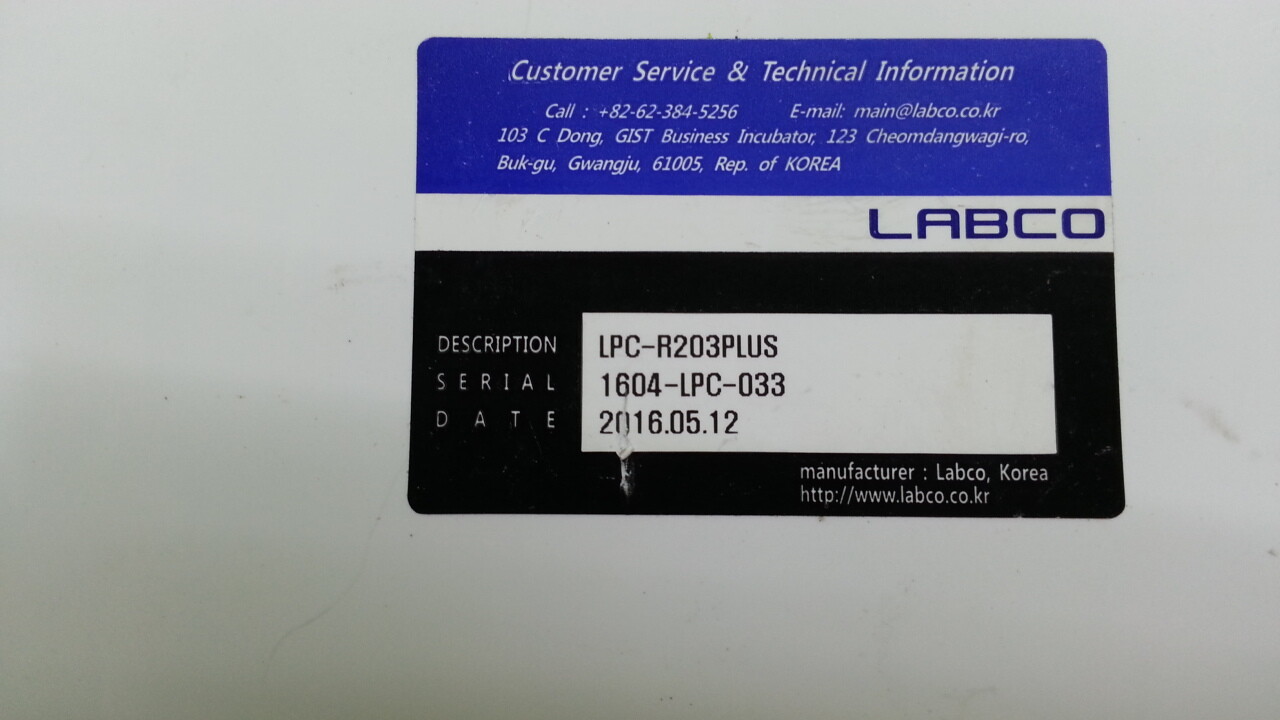 Customer Service & Technical Information
Call : +82-62-384-5256 E-mail: main@labco.co.kr
103 C Dong, GIST Business Incubator, 123 Cheomdangwagi-ro,
Buk-gu, Gwangju, 61005, Rep. of KOREA
LABCO
DESCRIPTION LPC-R203PLUS
SERIAL 1604-LPC-033
DATE 2016.05.12
manufacturer : Labco, Korea
http://www.labco.co.kr